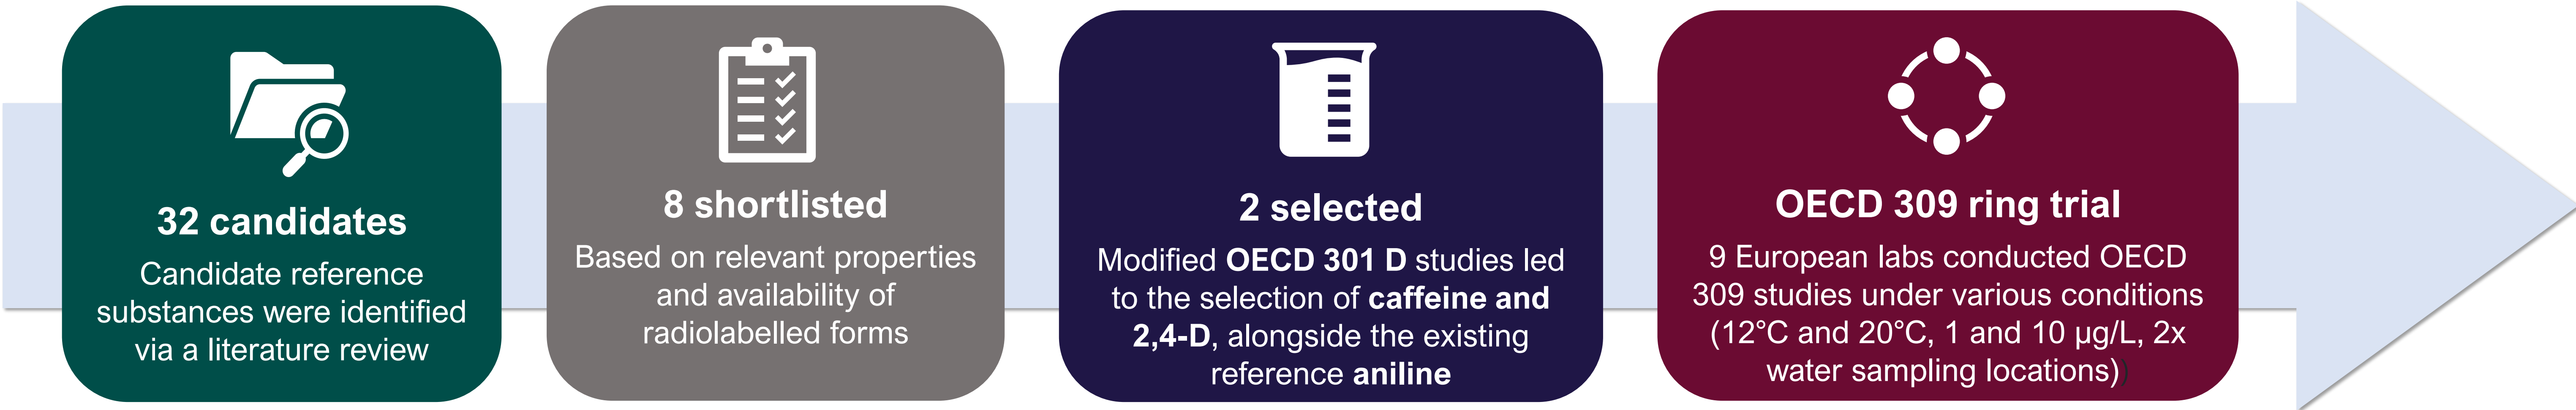 32 candidates
Candidate reference
substances were identified
via a literature review
8 shortlisted
Based on relevant properties
and availability of
radiolabelled forms
2 selected
Modified OECD 301 D studies led
to the selection of caffeine and
2,4-D, alongside the existing
reference aniline
OECD 309 ring trial
9 European labs conducted OECD
309 studies under various conditions
(12°C and 20°C, 1 and 10 µg/L, 2x
water sampling locations))